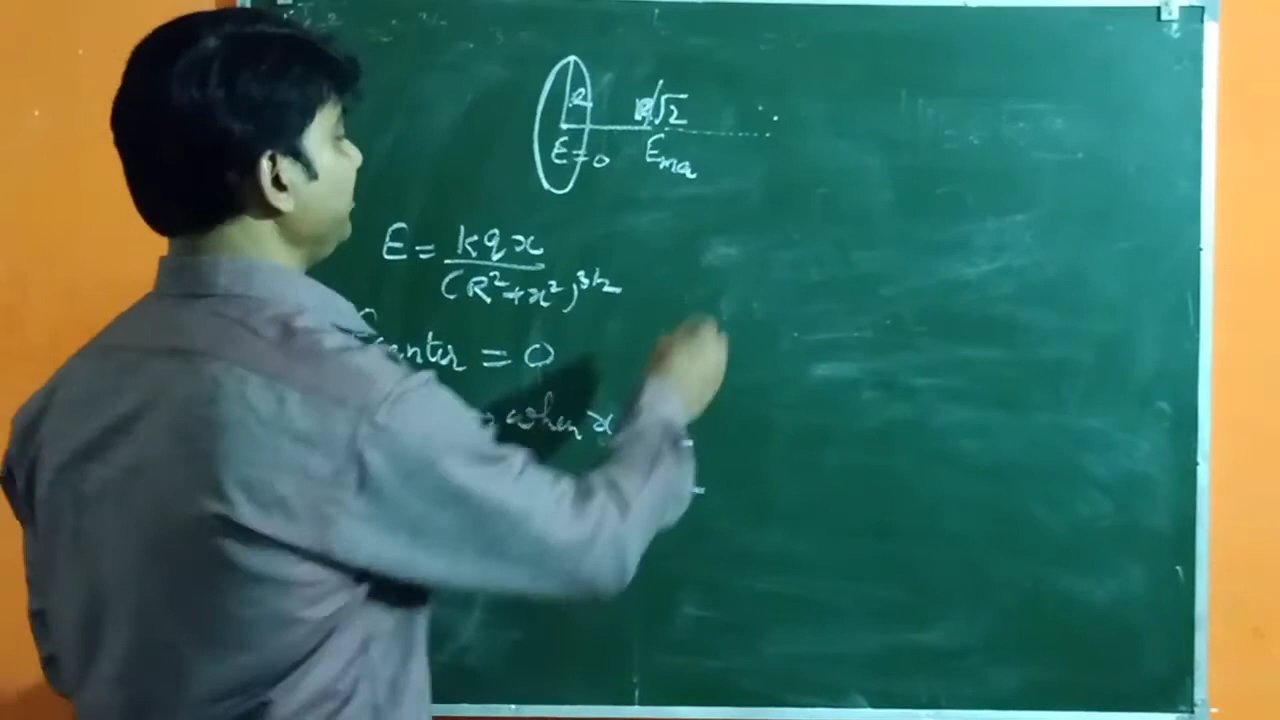 R
R/√2
E=0 Ema
E = kqx
(R²+x²)^3/2
= 0
when x